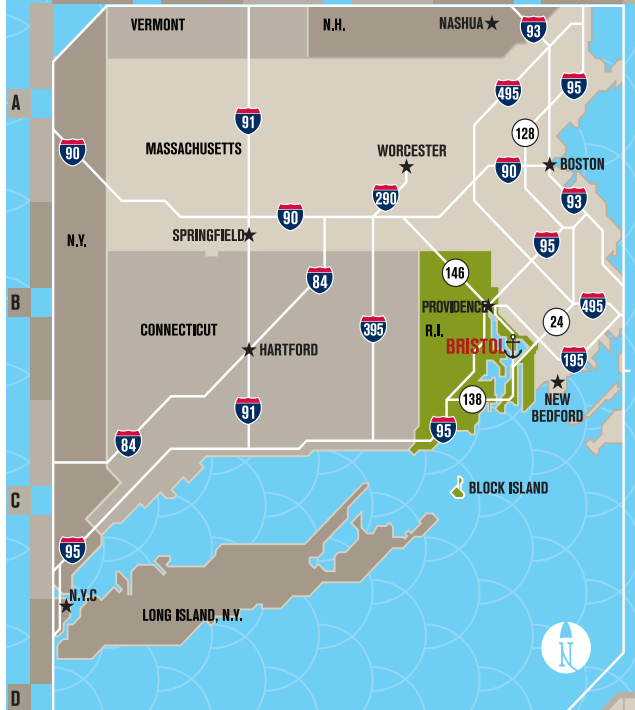 VERMONT
N.H.
NASHUA
93
495
95
A
91
128
90
MASSACHUSETTS
WORCESTER
90
BOSTON
290
93
90
SPRINGFIELD
N.Y.
95
146
84
B
PROVIDENCE
495
CONNECTICUT
395
R.I.
24
BRISTOL
HARTFORD
195
NEW
BEDFORD
138
91
95
84
BLOCK ISLAND
C
95
N.Y.C
LONG ISLAND, N.Y.
N
D